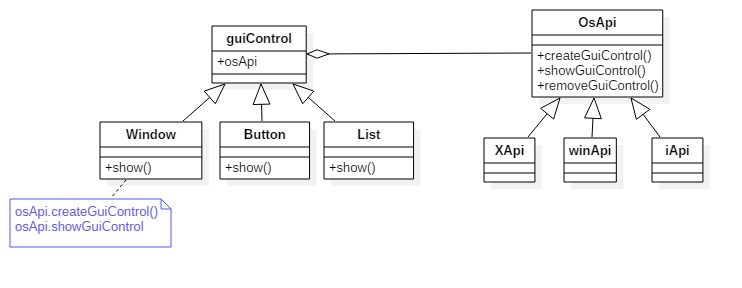 guiControl
+osApi
OsApi
+createGuiControl()
+showGuiControl()
+removeGuiControl()
Window
+show()
Button
+show()
List
+show()
XApi
winApi
iApi
osApi.createGuiControl()
osApi.showGuiControl